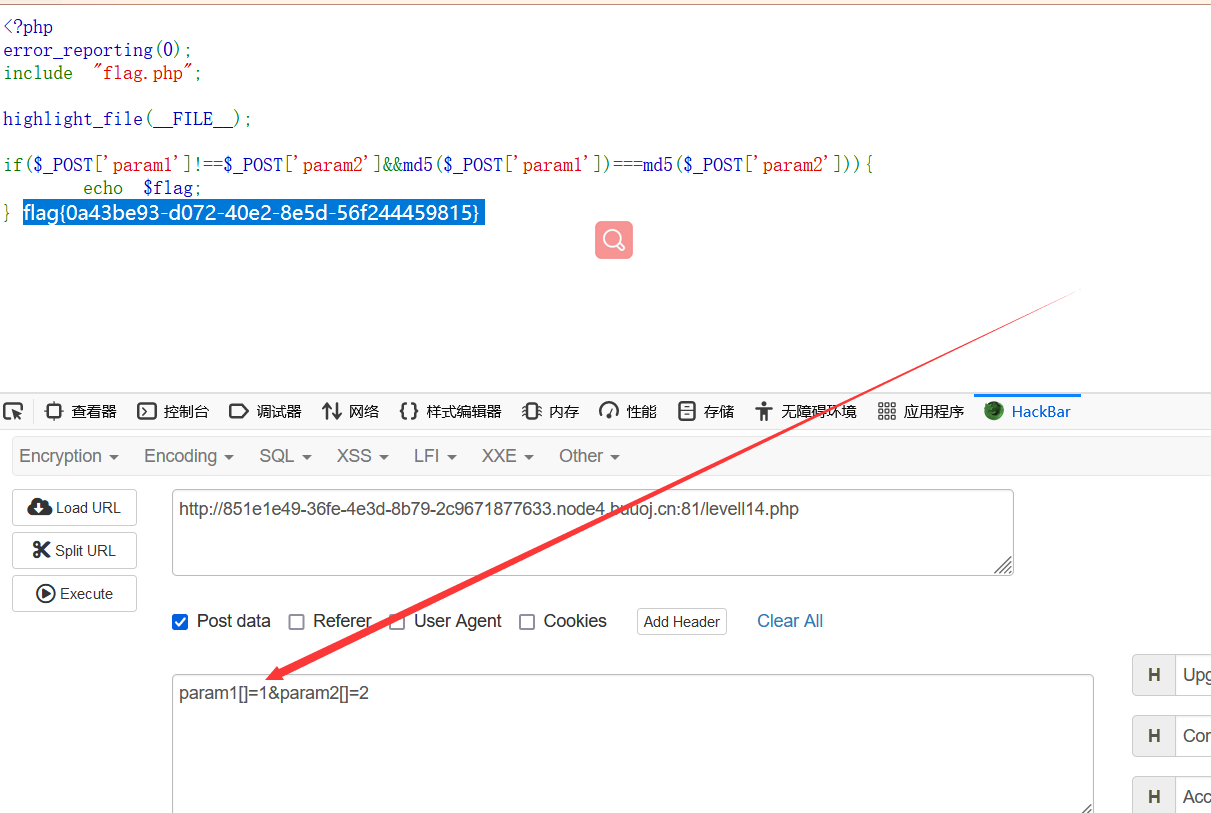 <?php
error_reporting(0);
include "flag.php";
highlight_file(__FILE__);
if($_POST['param1']!==$_POST['param2']&&md5($_POST['param1'])===md5($_POST['param2'])){
echo $flag;
} flag{0a43be93-d072-40e2-8e5d-56f244459815}
查看器 控制台 调试器 网络 {} 样式编辑器 内存 性能 存储 无障碍环境 应用程序 HackBar
Encryption Encoding SQL XSS LFI XXE Other
Load URL
http://851e1e49-36fe-4e3d-8b79-2c9671877633.node4.buuoj.cn:81/levell14.php
Split URL
Execute
Post data Referer User Agent Cookies Add Header Clear All
H Upg
param1[]=1&param2[]=2
H Con
H Acc